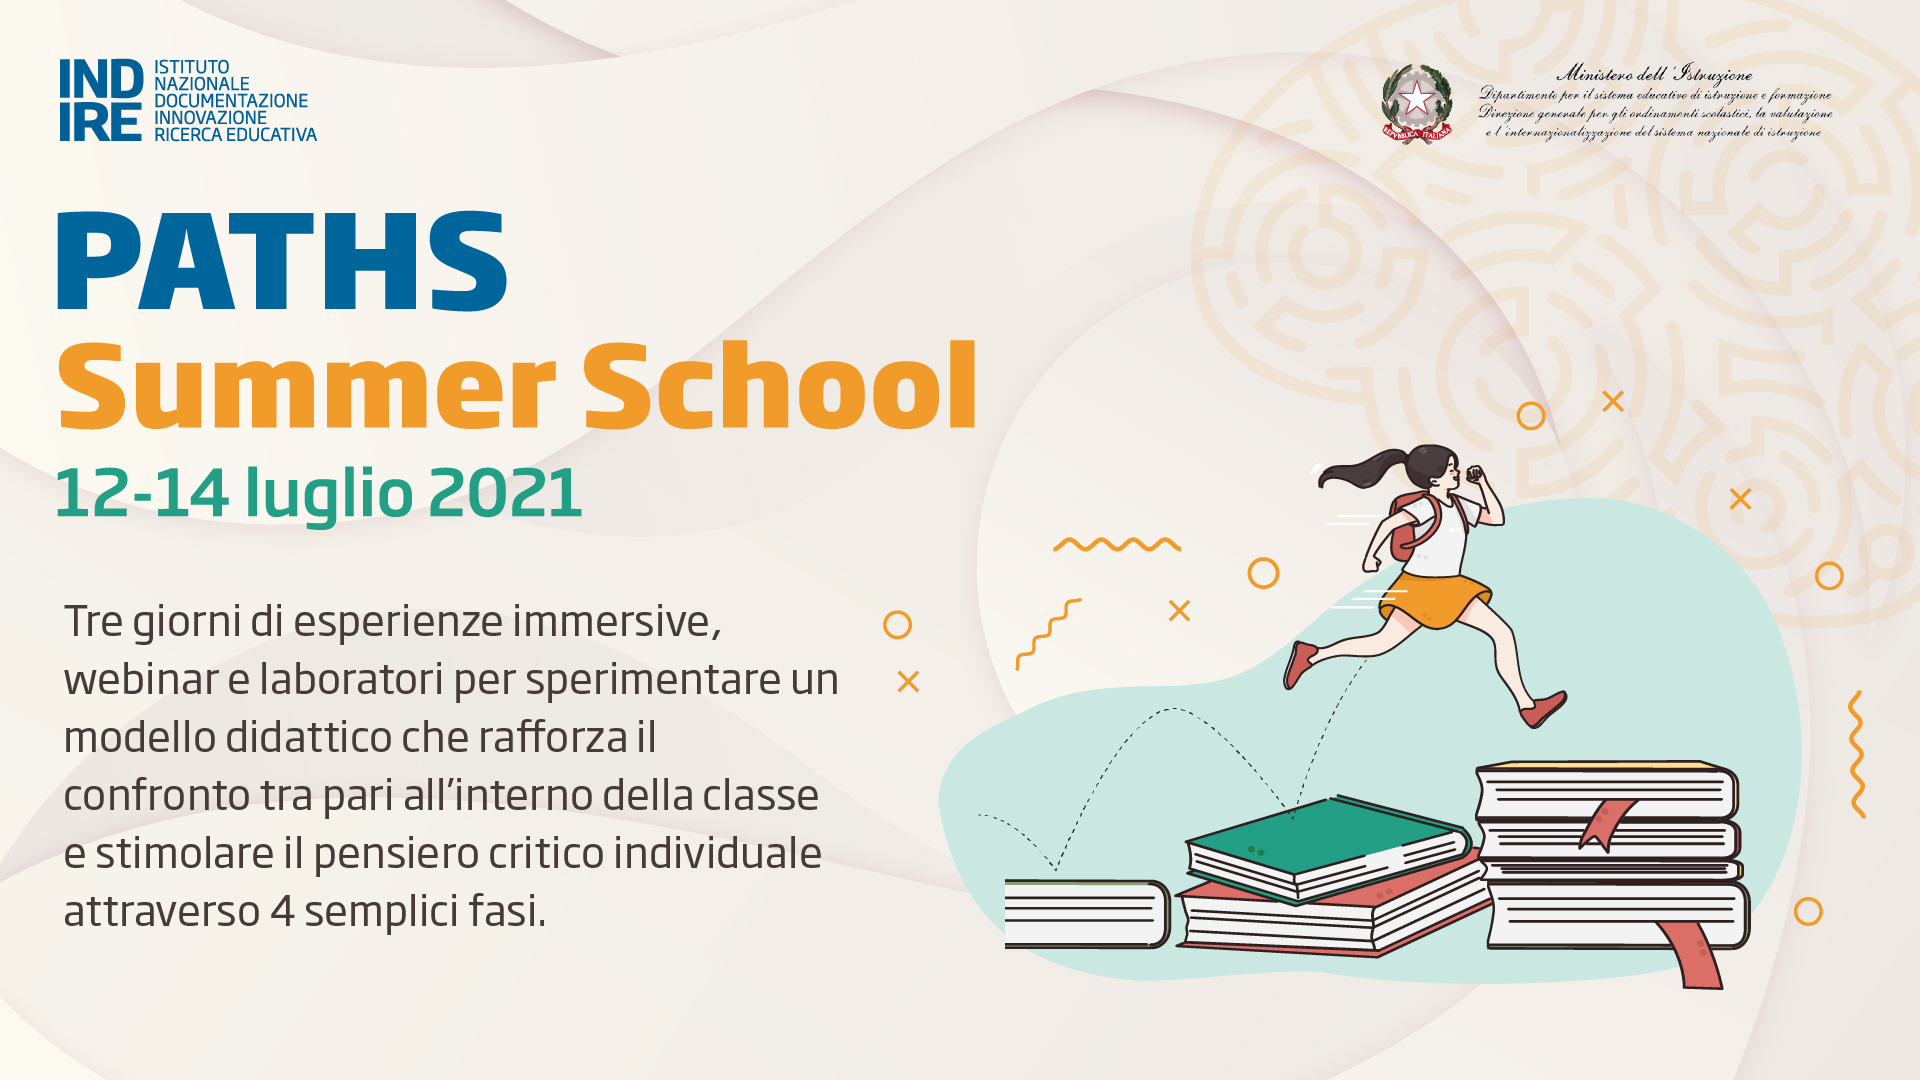 IND
IRE
ISTITUTO
NAZIONALE
DOCUMENTAZIONE
INNOVAZIONE
RICERCA EDUCATIVA
REPVBBLICA ITALIANA
Ministero dell'Istruzione
Dipartimento per il sistema educativo di istruzione e formazione
Direzione generale per gli ordinamenti scolastici, la valutazione
e l'internazionalizzazione del sistema nazionale di istruzione
PATHS
Summer School
12-14 luglio 2021
Tre giorni di esperienze immersive,
webinar e laboratori per sperimentare un
modello didattico che rafforza il
confronto tra pari all'interno della classe
e stimolare il pensiero critico individuale
attraverso 4 semplici fasi.